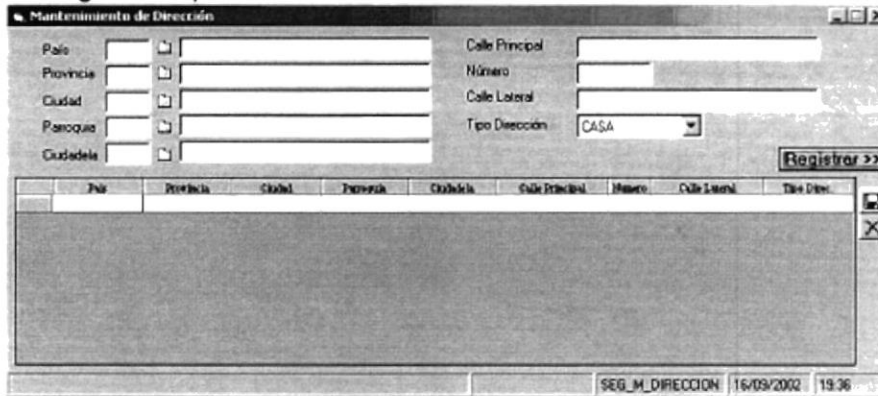 Mantenimiento de Dirección
País
Provincia
Ciudad
Parroquia
Ciudadela
Calle Principal
Número
Calle Lateral
Tipo Dirección CASA
Registrar >>
País Provincia Ciudad Parroquia Ciudadela Calle Principal Número Calle Lateral Tipo Direc.
SEG_M_DIRECCION 16/09/2002 19:36